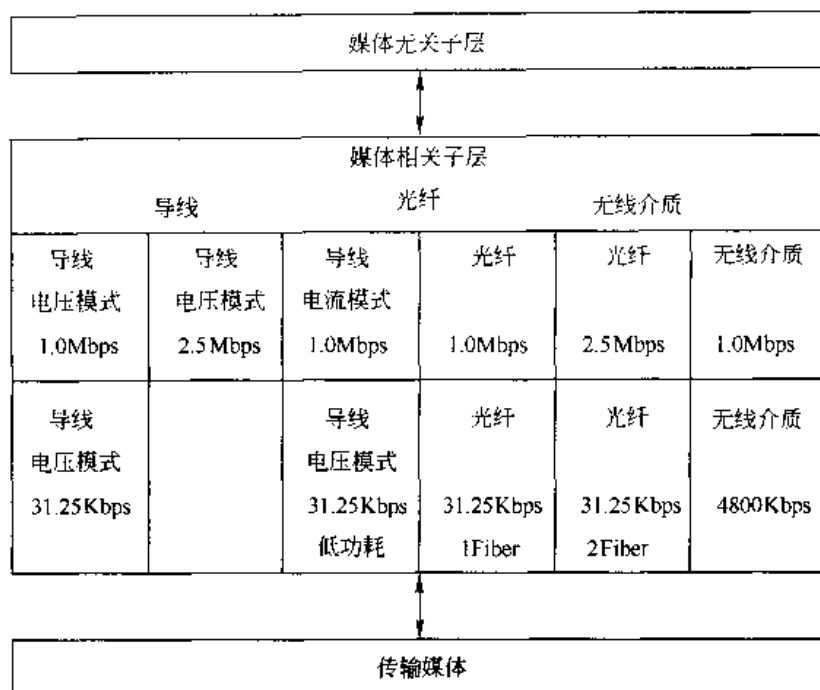 媒体无关子层
媒体相关子层
导线 光纤 无线介质
导线 导线 导线 光纤 光纤 无线介质
电压模式 电压模式 电流模式
1.0Mbps 2.5Mbps 1.0Mbps 1.0Mbps 2.5Mbps 1.0Mbps
导线 导线 光纤 光纤 无线介质
电压模式 电压模式
31.25Kbps 31.25Kbps 31.25Kbps 31.25Kbps 4800Kbps
低功耗 1Fiber 2Fiber
传输媒体